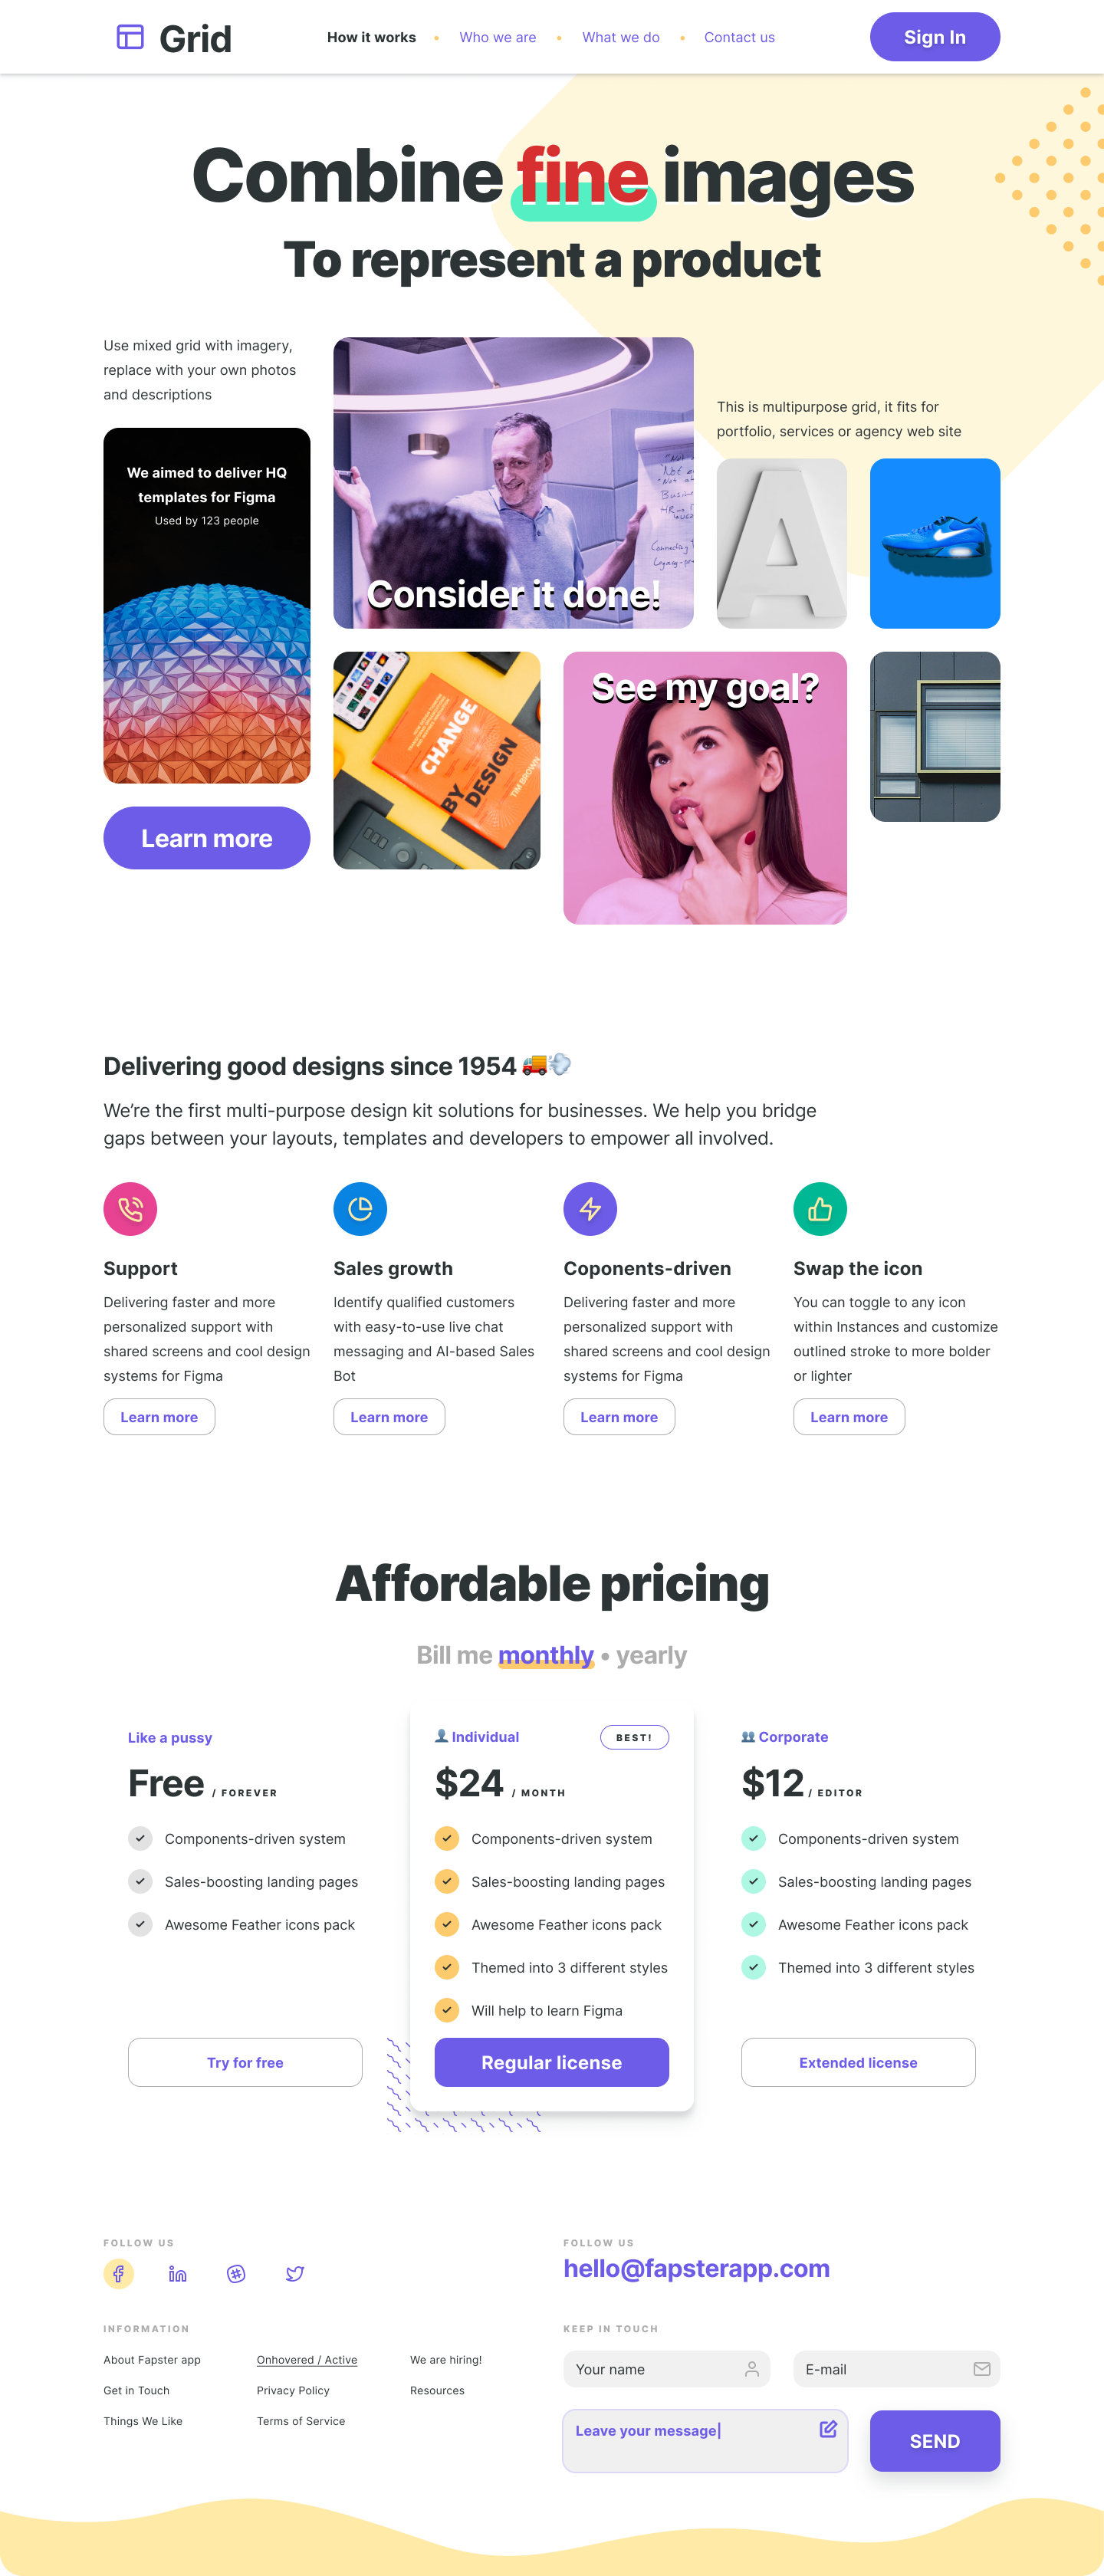 Grid
How it works • Who we are • What we do • Contact us
Sign In
Combine fine images
To represent a product
Use mixed grid with imagery,
replace with your own photos
and descriptions
We aimed to deliver HQ
templates for Figma
Used by 123 people
Learn more
Consider it done!
This is multipurpose grid, it fits for
portfolio, services or agency web site
A
CHANGE
BY
DESIGN
TIM BROWN
See my goal?
Delivering good designs since 1954 🚚💨
We’re the first multi-purpose design kit solutions for businesses. We help you bridge
gaps between your layouts, templates and developers to empower all involved.
Support
Delivering faster and more
personalized support with
shared screens and cool design
systems for Figma
Learn more
Sales growth
Identify qualified customers
with easy-to-use live chat
messaging and AI-based Sales
Bot
Learn more
Coponents-driven
Delivering faster and more
personalized support with
shared screens and cool design
systems for Figma
Learn more
Swap the icon
You can toggle to any icon
within Instances and customize
outlined stroke to more bolder
or lighter
Learn more
Affordable pricing
Bill me monthly • yearly
Like a pussy
Free / FOREVER
Components-driven system
Sales-boosting landing pages
Awesome Feather icons pack
Try for free
👤 Individual
BEST!
$24 / MONTH
Components-driven system
Sales-boosting landing pages
Awesome Feather icons pack
Themed into 3 different styles
Will help to learn Figma
Regular license
👥 Corporate
$12 / EDITOR
Components-driven system
Sales-boosting landing pages
Awesome Feather icons pack
Themed into 3 different styles
Extended license
FOLLOW US
INFORMATION
About Fapster app
Get in Touch
Things We Like
Onhovered / Active
Privacy Policy
Terms of Service
We are hiring!
Resources
FOLLOW US
hello@fapsterapp.com
KEEP IN TOUCH
Your name
E-mail
Leave your message|
SEND